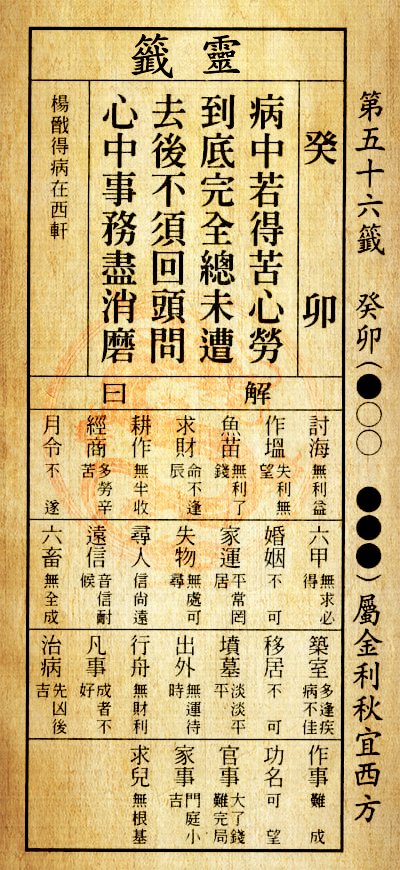 第五十六籤 癸卯(●○○ ●●●)屬金利秋宜西方
靈籤
癸卯
病中若得苦心勞
到底完全總未遭
去後不須回頭問
心中事務盡消磨
楊戩得病在西軒
解曰
討海 無利益
作塭 失利無望
魚苗 無利了錢
求財 命不逢辰
耕作 無半收
經商 多勞辛苦
月令 不遂
六甲 無求必得
婚姻 不可
家運 平常罔居
失物 無處可尋
尋人 信尚遠
遠信 音信耐候
六畜 無全成
築室 多逢疾病不佳
移居 不可
墳墓 淡淡平平
出外 無運待時
行舟 無財利
凡事 成者不好
治病 先凶後吉
作事 難成
功名 可望
官事 大了錢難完局
家事 門庭小吉
求兒 無根基